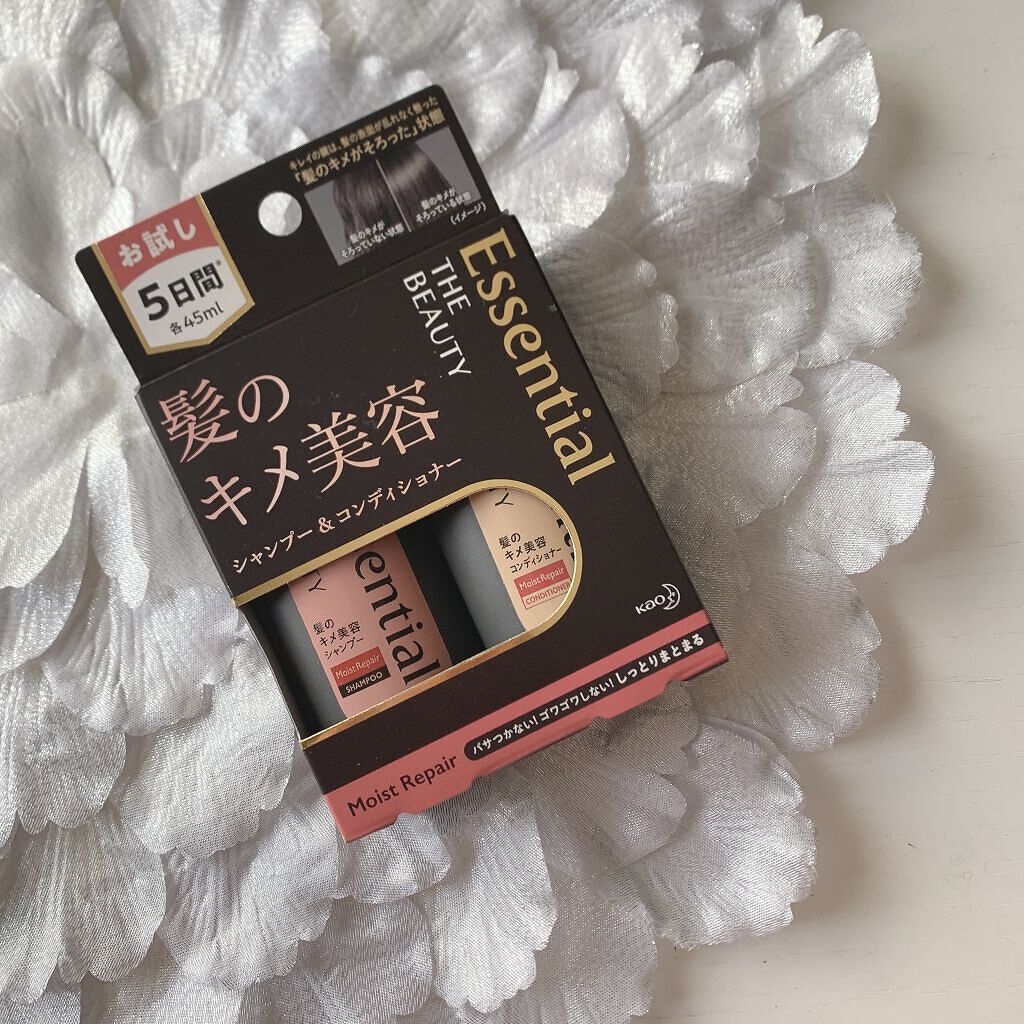 キレイの鍵は、髪の表面が乱れなく整った
「髪のキメがそろった」状態
髪のキメが
そろっていない状態
髪のキメが
そろっている状態
(イメージ)
お試し
5日間*
各45ml
Essential
THE
BEAUTY
髪の
キメ美容
シャンプー&コンディショナー
Y
ential
髪の
キメ美容
シャンプー
Moist Repair
SHAMPOO
Y
髪の
キメ美容
コンディショナー
Moist Repair
CONDITIONER
Kao
Moist Repair
パサつかない!ゴワゴワしない!しっとりまとまる